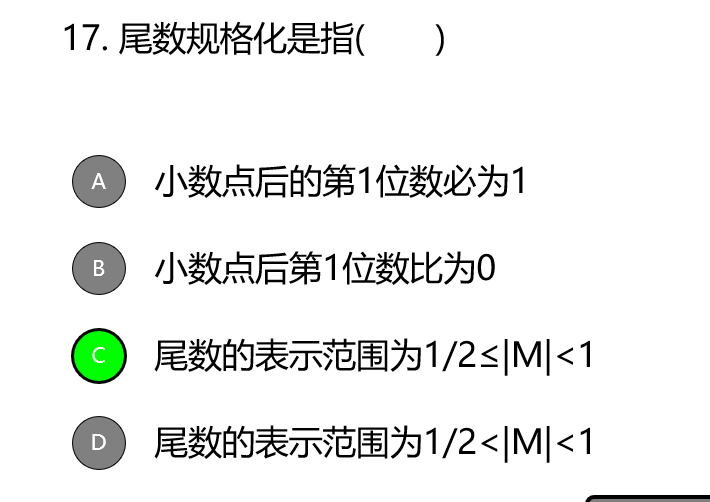 17. 尾数规格化是指(　　)
A 小数点后的第1位数必为1
B 小数点后第1位数比为0
C 尾数的表示范围为1/2≤|M|<1
D 尾数的表示范围为1/2<|M|<1